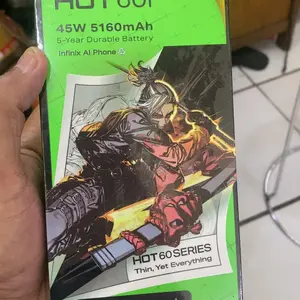 HOT 60i
45W 5160mAh
5-Year Durable Battery
Infinix AI Phone
HOT 60 SERIES
Thin, Yet Everything